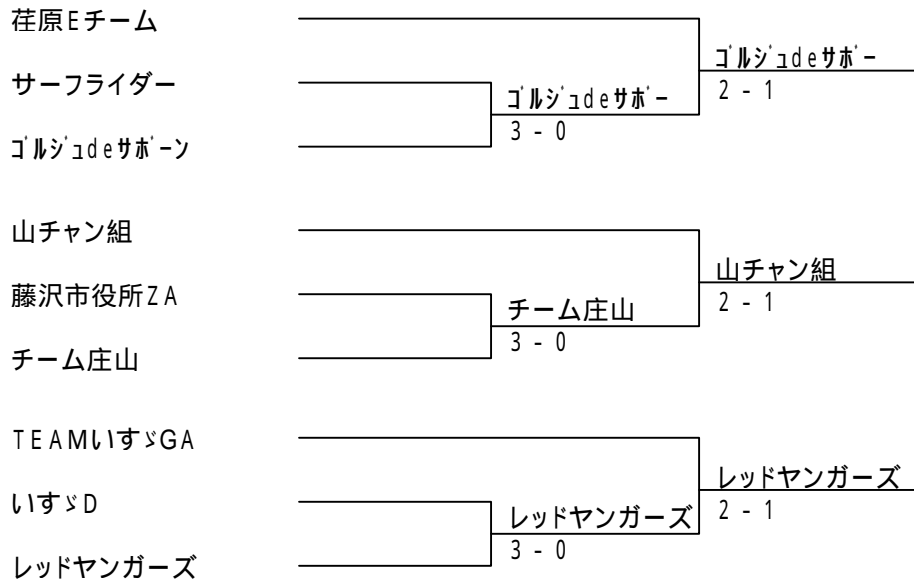 荏原Eチーム
ｺﾞﾙｼﾞｭdeｻﾎﾞｰ
サーフライダー
2 - 1
ｺﾞﾙｼﾞｭdeｻﾎﾞｰ
3 - 0
ｺﾞﾙｼﾞｭdeｻﾎﾞｰﾝ
山チャン組
山チャン組
藤沢市役所ZA
2 - 1
チーム庄山
3 - 0
チーム庄山
TEAMいすゞGA
レッドヤンガーズ
いすゞD
2 - 1
レッドヤンガーズ
3 - 0
レッドヤンガーズ